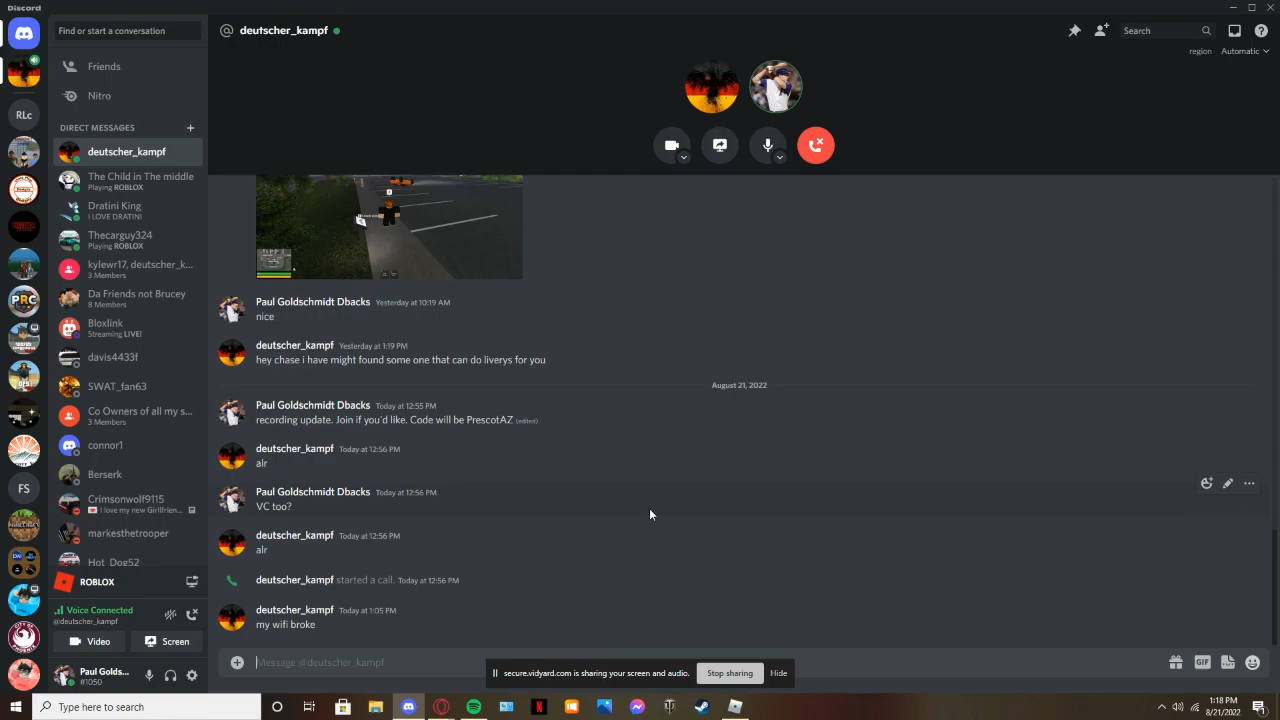 Discord
Find or start a conversation
@ deutscher_kampf
Search
region Automatic
Friends
Nitro
DIRECT MESSAGES +
deutscher_kampf
The Child in The middle
Playing ROBLOX
Dratini King
I LOVE DRATINI
Thecarguy324
Playing ROBLOX
kylewr17, deutscher_k...
3 Members
Da Friends not Brucey
8 Members
Bloxlink
Streaming LIVE!
davis4433f
SWAT_fan63
Co Owners of all my s...
3 Members
connor1
Berserk
Crimsonwolf9115
I love my new Girlfrien...
markesthetrooper
Hot_Dog52
RLc
PRC
FS
ROBLOX
Voice Connected
@deutscher_kampf
Video
Screen
Paul Golds...
#1050
Paul Goldschmidt Dbacks Yesterday at 10:19 AM
nice
deutscher_kampf Yesterday at 1:19 PM
hey chase i have might found some one that can do liverys for you
August 21, 2022
Paul Goldschmidt Dbacks Today at 12:55 PM
recording update. Join if you'd like. Code will be PrescotAZ (edited)
deutscher_kampf Today at 12:56 PM
alr
Paul Goldschmidt Dbacks Today at 12:56 PM
VC too?
deutscher_kampf Today at 12:56 PM
alr
deutscher_kampf started a call. Today at 12:56 PM
deutscher_kampf Today at 1:05 PM
my wifi broke
Message @deutscher_kampf
GIF
secure.vidyard.com is sharing your screen and audio.
Stop sharing
Hide
Type here to search
1:18 PM
8/21/2022